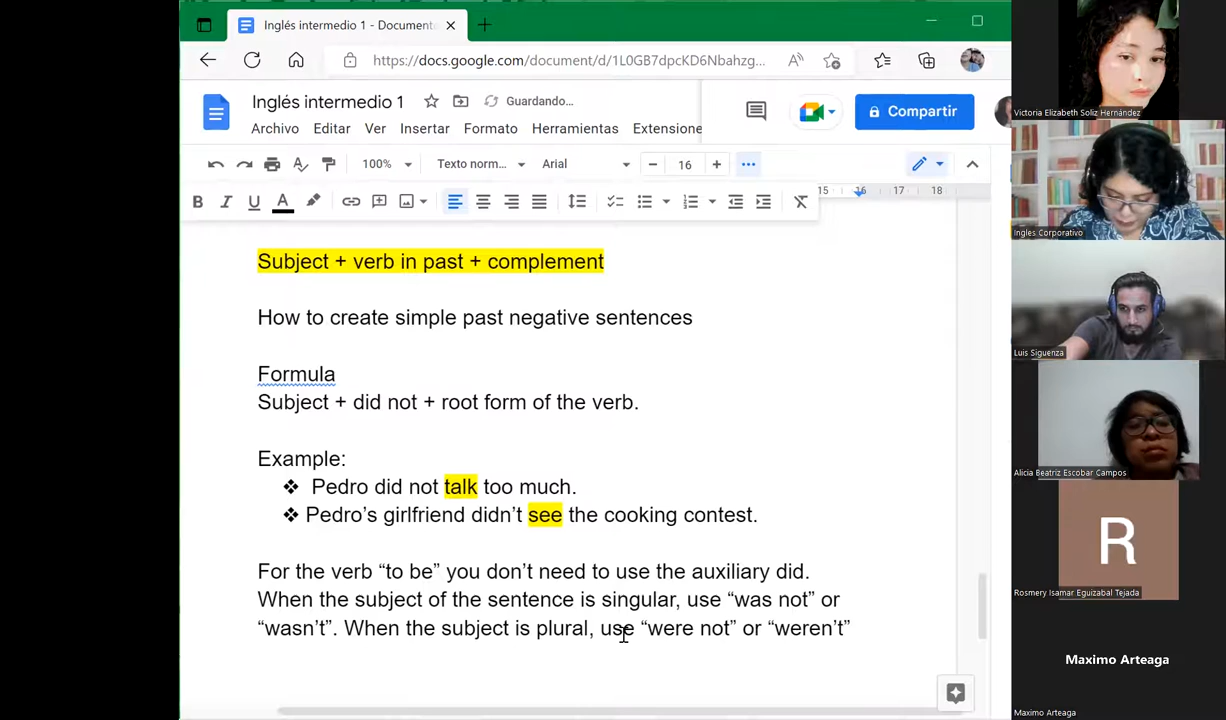 Inglés intermedio 1 - Documento
https://docs.google.com/document/d/1L0GB7dpcKD6Nbahzg...
Inglés intermedio 1
Guardando…
Compartir
Archivo Editar Ver Insertar Formato Herramientas Extensione
100% Texto norm... Arial 16
15 16 17 18
Subject + verb in past + complement
How to create simple past negative sentences
Formula
Subject + did not + root form of the verb.
Example:
❖ Pedro did not talk too much.
❖ Pedro’s girlfriend didn’t see the cooking contest.
For the verb “to be” you don’t need to use the auxiliary did.
When the subject of the sentence is singular, use “was not” or
“wasn’t”. When the subject is plural, use “were not” or “weren’t”
Victoria Elizabeth Soliz Hernández
Ingles Corporativo
Luis Siguenza
Alicia Beatriz Escobar Campos
R
Rosmery Isamar Eguizabal Tejada
Maximo Arteaga
Maximo Arteaga